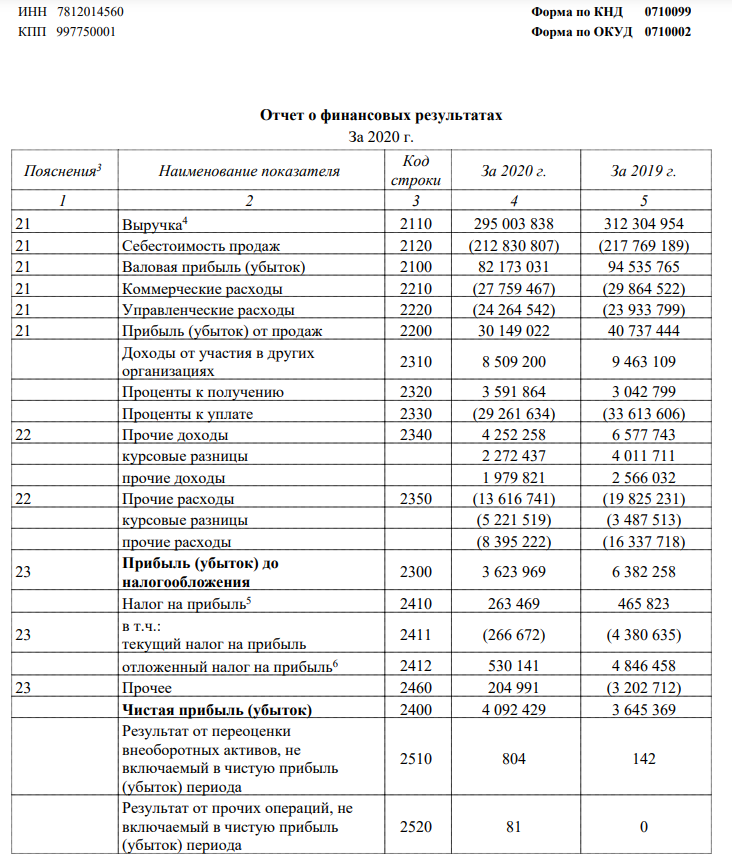 ИНН 7812014560 Форма по КНД 0710099
КПП 997750001 Форма по ОКУД 0710002
Отчет о финансовых результатах
За 2020 г.
Пояснения3 Наименование показателя Код строки За 2020 г. За 2019 г.
1 2 3 4 5
21 Выручка4 2110 295 003 838 312 304 954
21 Себестоимость продаж 2120 (212 830 807) (217 769 189)
21 Валовая прибыль (убыток) 2100 82 173 031 94 535 765
21 Коммерческие расходы 2210 (27 759 467) (29 864 522)
21 Управленческие расходы 2220 (24 264 542) (23 933 799)
21 Прибыль (убыток) от продаж 2200 30 149 022 40 737 444
Доходы от участия в других
организациях 2310 8 509 200 9 463 109
Проценты к получению 2320 3 591 864 3 042 799
Проценты к уплате 2330 (29 261 634) (33 613 606)
22 Прочие доходы 2340 4 252 258 6 577 743
курсовые разницы 2 272 437 4 011 711
прочие доходы 1 979 821 2 566 032
22 Прочие расходы 2350 (13 616 741) (19 825 231)
курсовые разницы (5 221 519) (3 487 513)
прочие расходы (8 395 222) (16 337 718)
23 Прибыль (убыток) до
налогообложения 2300 3 623 969 6 382 258
Налог на прибыль5 2410 263 469 465 823
23 в т.ч.:
текущий налог на прибыль 2411 (266 672) (4 380 635)
отложенный налог на прибыль6 2412 530 141 4 846 458
23 Прочее 2460 204 991 (3 202 712)
Чистая прибыль (убыток) 2400 4 092 429 3 645 369
Результат от переоценки
внеоборотных активов, не
включаемый в чистую прибыль
(убыток) периода 2510 804 142
Результат от прочих операций, не
включаемый в чистую прибыль
(убыток) периода 2520 81 0